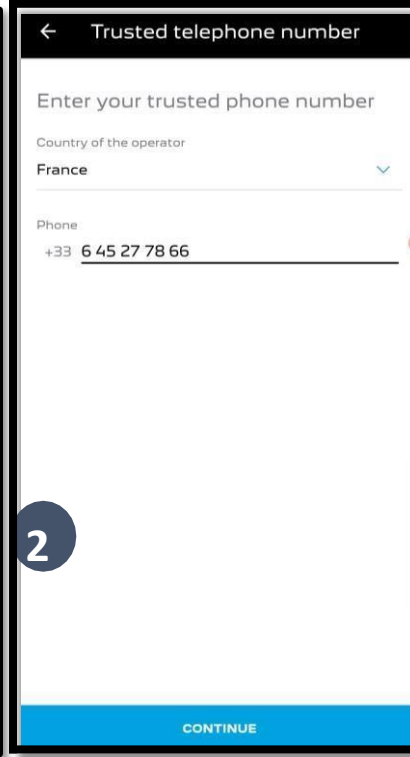 Trusted telephone number
Enter your trusted phone number
Country of the operator
France
Phone
+33 6 45 27 78 66
2
CONTINUE